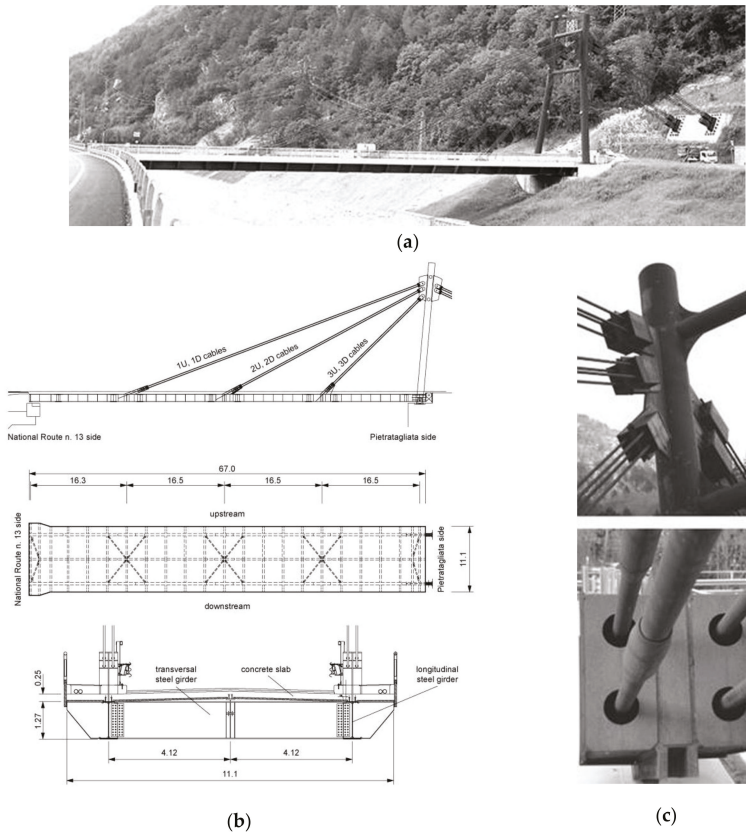 (a)
1U, 1D cables
2U, 2D cables
3U, 3D cables
National Route n. 13 side
Pietratagliata side
67.0
16.3
16.5
16.5
16.5
upstream
National Route n. 13 side
Pietratagliata side
11.1
downstream
0.25
1.27
transversal
steel girder
concrete slab
longitudinal
steel girder
4.12
4.12
11.1
(b)
(c)